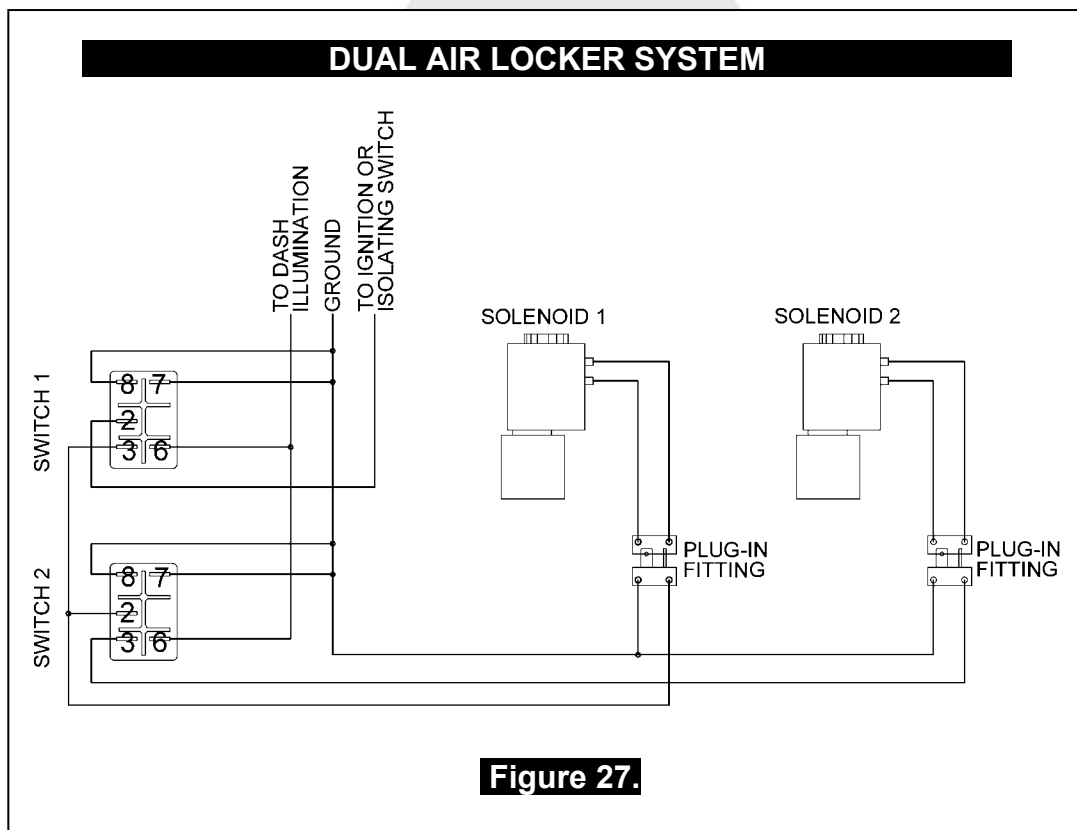 DUAL AIR LOCKER SYSTEM
TO DASH
ILLUMINATION
GROUND
TO IGNITION OR
ISOLATING SWITCH
SOLENOID 1
SOLENOID 2
SWITCH 1
8 7
2
3 6
SWITCH 2
8 7
2
3 6
PLUG-IN
FITTING
PLUG-IN
FITTING
Figure 27.